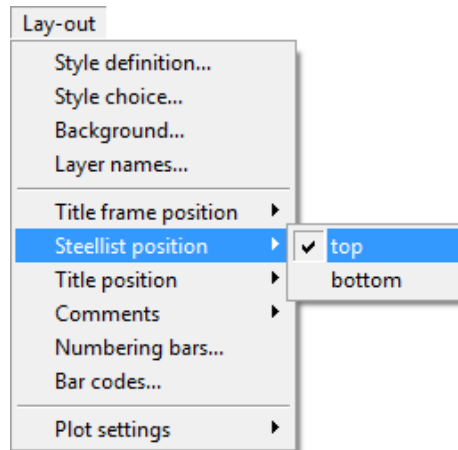 Lay-out
Style definition...
Style choice...
Background...
Layer names...
Title frame position
Steellist position
top
Title position
bottom
Comments
Numbering bars...
Bar codes...
Plot settings